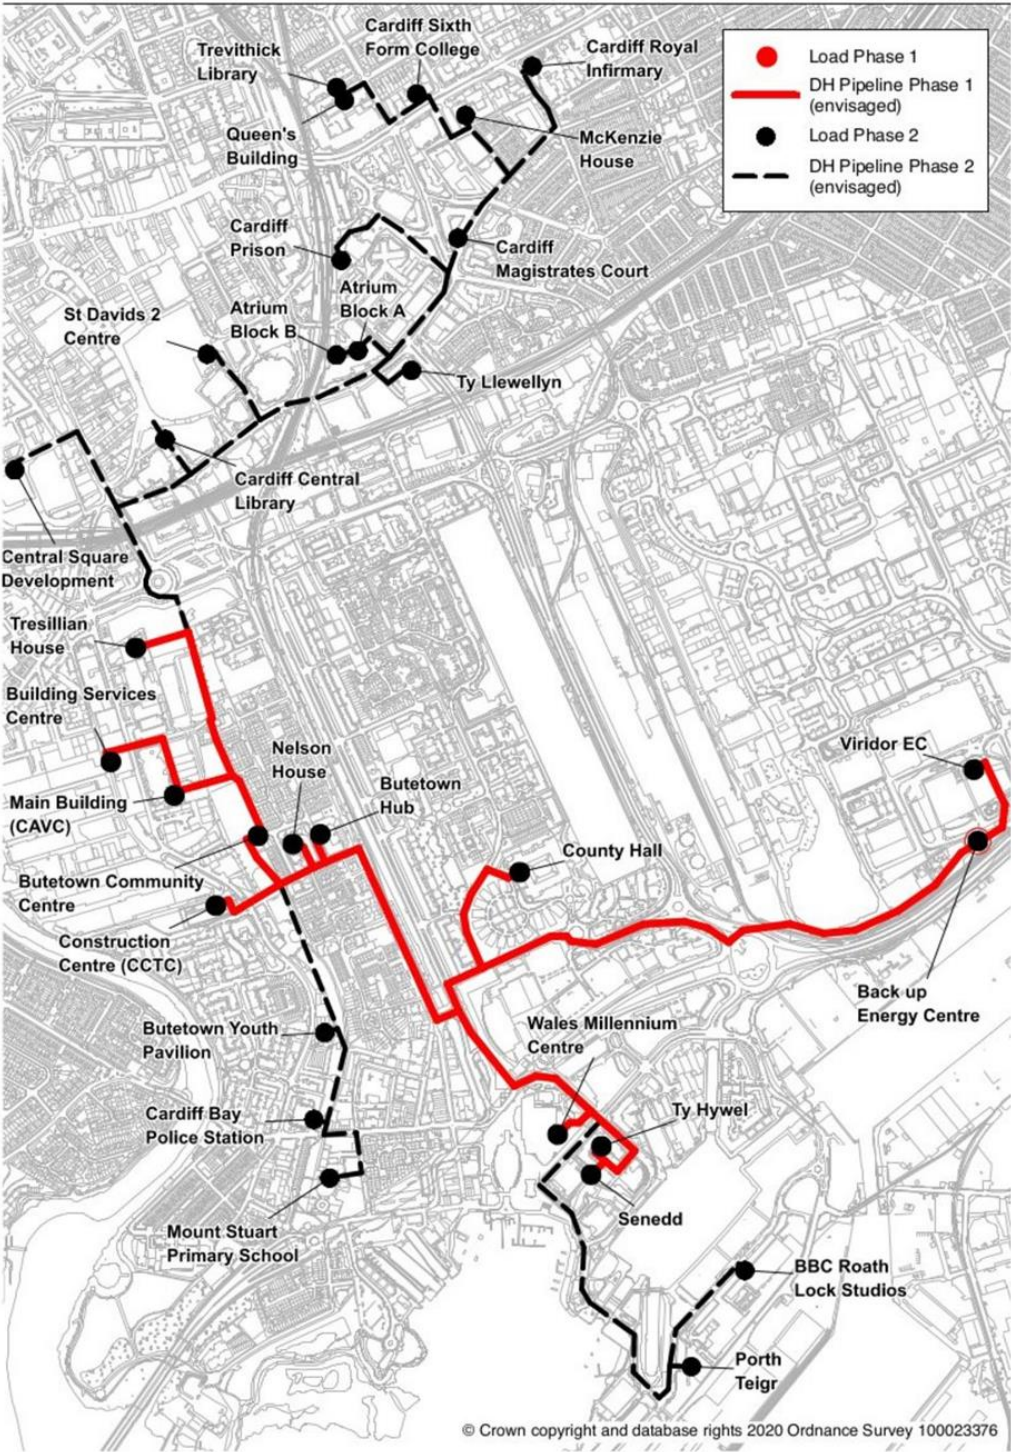 Cardiff Sixth
Form College
Trevithick
Library
Cardiff Royal
Infirmary
Load Phase 1
DH Pipeline Phase 1
(envisaged)
Load Phase 2
DH Pipeline Phase 2
(envisaged)
Queen's
Building
McKenzie
House
Cardiff
Prison
Cardiff
Magistrates Court
Atrium
Block A
Atrium
Block B
St Davids 2
Centre
Ty Llewellyn
Cardiff Central
Library
Central Square
Development
Tresillian
House
Building Services
Centre
Nelson
House
Viridor EC
Butetown
Hub
Main Building
(CAVC)
County Hall
Butetown Community
Centre
Construction
Centre (CCTC)
Back up
Energy Centre
Butetown Youth
Pavilion
Wales Millennium
Centre
Cardiff Bay
Police Station
Ty Hywel
Senedd
Mount Stuart
Primary School
BBC Roath
Lock Studios
Porth
Teigr
© Crown copyright and database rights 2020 Ordnance Survey 100023376